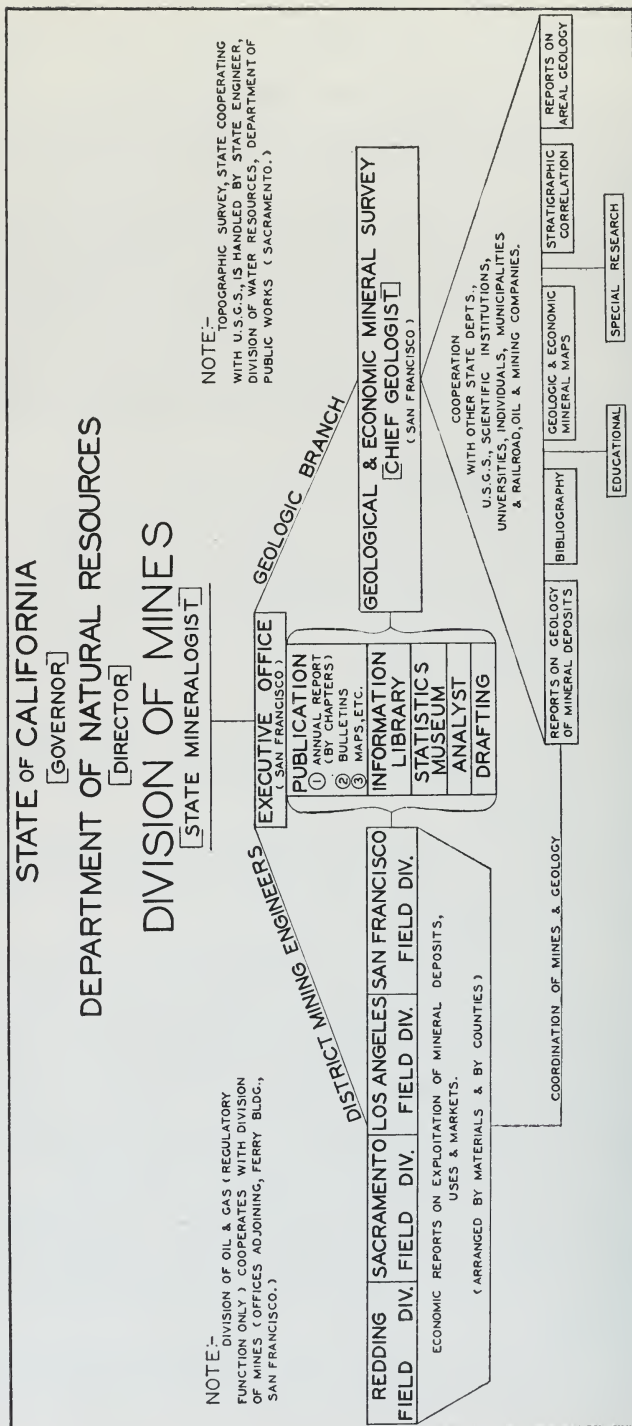 STATE OF CALIFORNIA
[GOVERNOR]
DEPARTMENT OF NATURAL RESOURCES
[DIRECTOR]
DIVISION OF MINES
[STATE MINERALOGIST]
NOTE:-
DIVISION OF OIL & GAS (REGULATORY
FUNCTION ONLY) COOPERATES WITH DIVISION
OF MINES (OFFICES ADJOINING, FERRY BLDG.,
SAN FRANCISCO.)
NOTE:-
TOPOGRAPHIC SURVEY, STATE COOPERATING
WITH U.S.G.S., IS HANDLED BY STATE ENGINEER,
DIVISION OF WATER RESOURCES, DEPARTMENT OF
PUBLIC WORKS (SACRAMENTO.)
DISTRICT MINING ENGINEERS
GEOLOGIC BRANCH
REDDING
FIELD DIV.
SACRAMENTO
FIELD DIV.
LOS ANGELES
FIELD DIV.
SAN FRANCISCO
FIELD DIV.
ECONOMIC REPORTS ON EXPLOITATION OF MINERAL DEPOSITS,
USES & MARKETS.
(ARRANGED BY MATERIALS & BY COUNTIES)
EXECUTIVE OFFICE
(SAN FRANCISCO)
PUBLICATION
① ANNUAL REPORT
(BY CHAPTERS)
② BULLETINS
③ MAPS, ETC.
INFORMATION
LIBRARY
STATISTICS
MUSEUM
ANALYST
DRAFTING
GEOLOGICAL & ECONOMIC MINERAL SURVEY
[CHIEF GEOLOGIST]
(SAN FRANCISCO)
COOPERATION
WITH OTHER STATE DEPTS.,
U.S.G.S., SCIENTIFIC INSTITUTIONS,
UNIVERSITIES, INDIVIDUALS, MUNICIPALITIES
& RAILROAD, OIL & MINING COMPANIES.
COORDINATION OF MINES & GEOLOGY
REPORTS ON GEOLOGY
OF MINERAL DEPOSITS
BIBLIOGRAPHY
GEOLOGIC & ECONOMIC
MINERAL MAPS
STRATIGRAPHIC
CORRELATION
REPORTS ON
AREAL GEOLOGY
EDUCATIONAL
SPECIAL RESEARCH